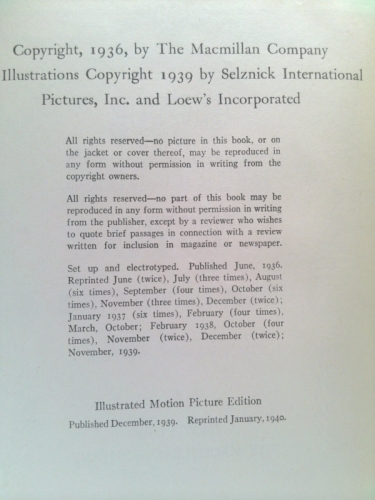 Copyright, 1936, by The Macmillan Company
Illustrations Copyright 1939 by Selznick International
Pictures, Inc. and Loew's Incorporated
All rights reserved—no picture in this book, or on
the jacket or cover thereof, may be reproduced in
any form without permission in writing from the
copyright owners.
All rights reserved—no part of this book may be
reproduced in any form without permission in writing
from the publisher, except by a reviewer who wishes
to quote brief passages in connection with a review
written for inclusion in magazine or newspaper.
Set up and electrotyped. Published June, 1936.
Reprinted June (twice), July (three times), August
(six times), September (four times), October (six
times), November (three times), December (twice);
January 1937 (six times), February (four times),
March, October; February 1938, October (four
times), November (twice), December (twice);
November, 1939.
Illustrated Motion Picture Edition
Published December, 1939. Reprinted January, 1940.